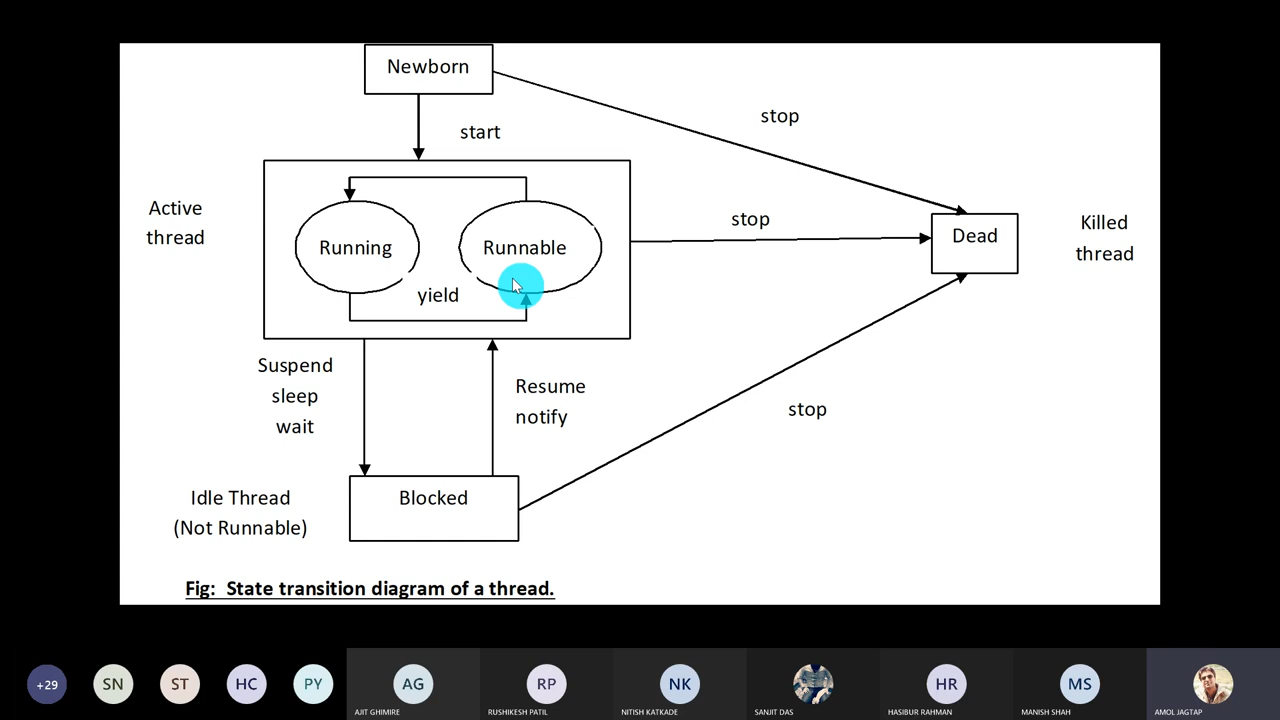 Newborn
stop
start
Active
thread
Running
Runnable
yield
stop
Dead
Killed
thread
Suspend
sleep
wait
Resume
notify
stop
Idle Thread
(Not Runnable)
Blocked
Fig: State transition diagram of a thread.
+29
SN
ST
HC
PY
AG
RP
NK
HR
MS
AJIT GHIMIRE
RUSHIKESH PATIL
NITISH KATKADE
SANJIT DAS
HASIBUR RAHMAN
MANISH SHAH
AMOL JAGTAP